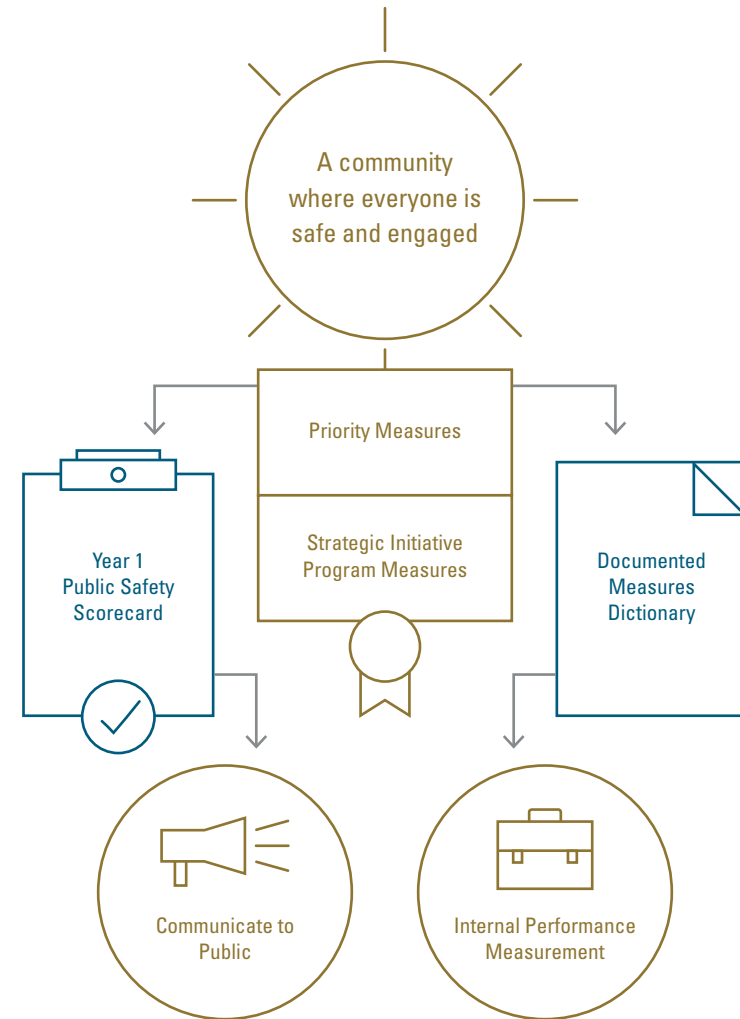 A community
where everyone is
safe and engaged
Priority Measures
Strategic Initiative
Program Measures
Year 1
Public Safety
Scorecard
Documented
Measures
Dictionary
Communicate to
Public
Internal Performance
Measurement